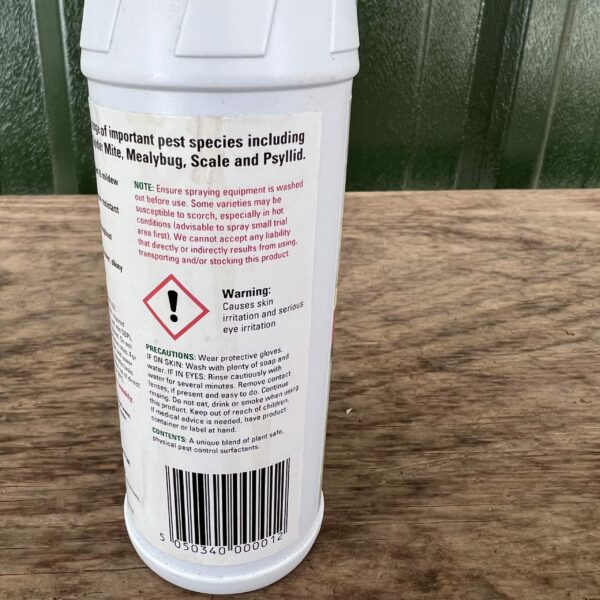 of important pest species including
Mite, Mealybug, Scale and Psyllid.
mildew
NOTE: Ensure spraying equipment is washed
out before use. Some varieties may be
susceptible to scorch, especially in hot
conditions (advisable to spray small trial
area first). We cannot accept any liability
that directly or indirectly results from using,
transporting and/or stocking this product.
shiny
Warning:
Causes skin
irritation and serious
eye irritation
PRECAUTIONS: Wear protective gloves.
IF ON SKIN: Wash with plenty of soap and
water. IF IN EYES: Rinse cautiously with
water for several minutes. Remove contact
lenses, if present and easy to do. Continue
rinsing. Do not eat, drink or smoke when using
this product. Keep out of reach of children.
If medical advice is needed, have product
container or label at hand.
CONTENTS: A unique blend of plant safe,
physical pest control surfactants.
5 050340 000012